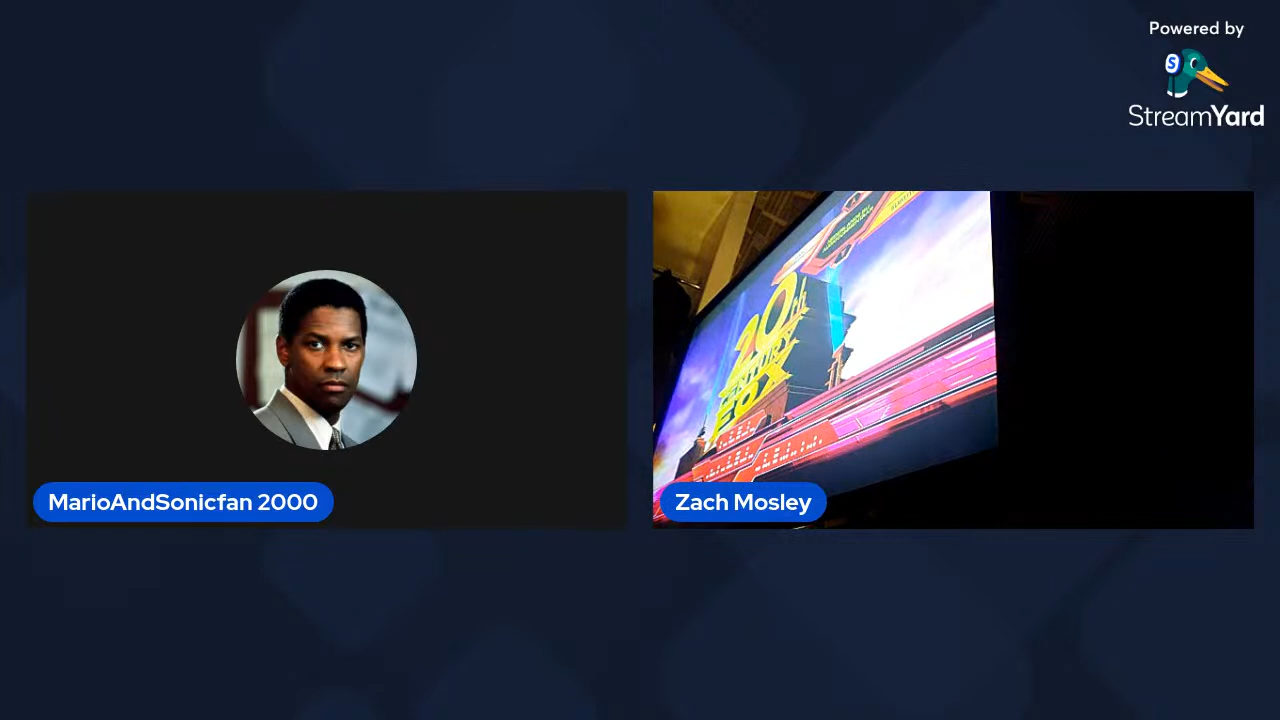 Powered by
S
StreamYard
20th
CENTURY
FOX
MarioAndSonicfan 2000
Zach Mosley